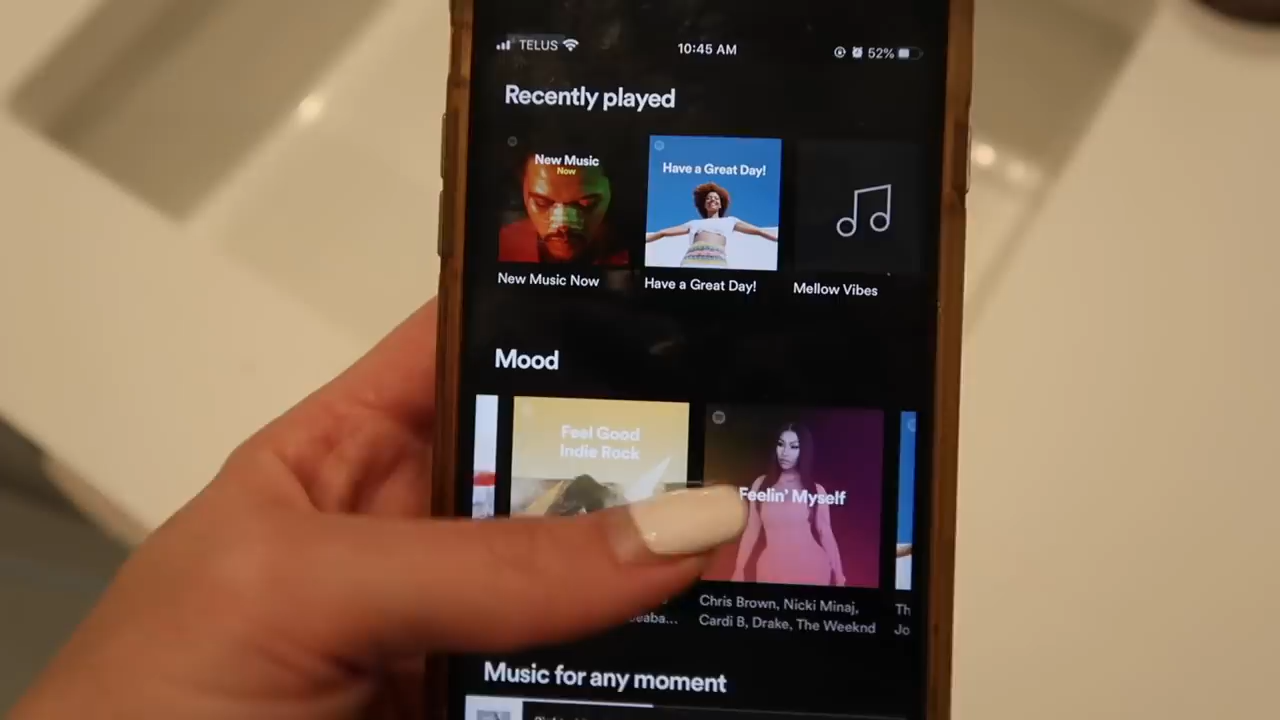 TELUS
10:45 AM
52%
Recently played
New Music
Now
Have a Great Day!
New Music Now
Have a Great Day!
Mellow Vibes
Mood
Feel Good
Indie Rock
Feelin' Myself
Chris Brown, Nicki Minaj,
Cardi B, Drake, The Weeknd
Th
Jo
Music for any moment